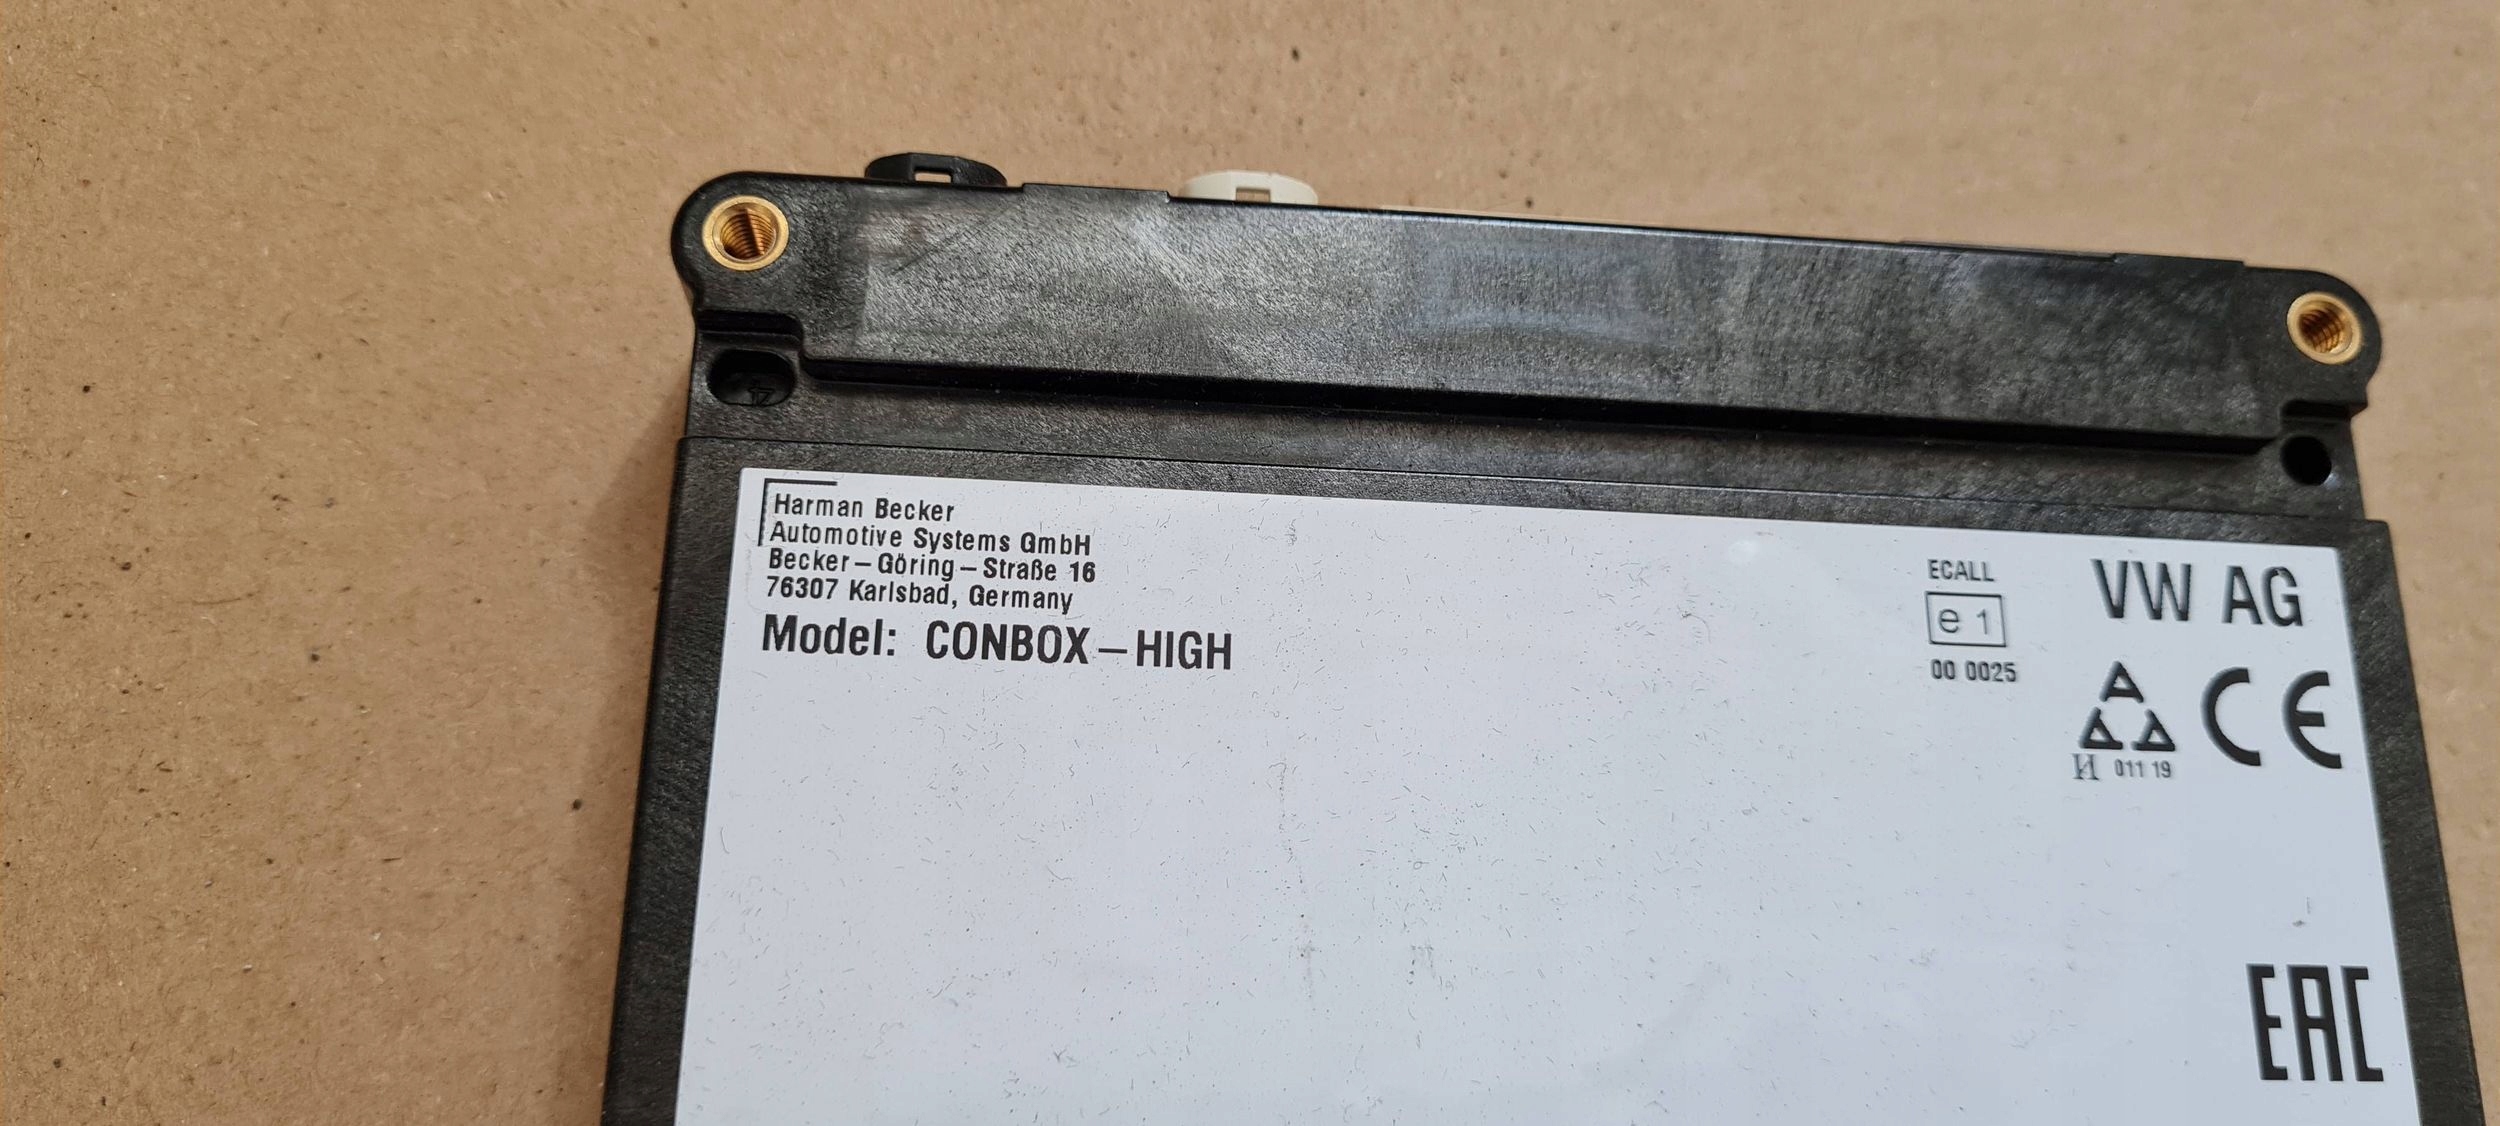 Harman Becker
Automotive Systems GmbH
Becker – Göring – Straße 16
76307 Karlsbad, Germany
Model: CONBOX – HIGH
ECALL
e 1
00 0025
VW AG
CE
И 011 19
EAC